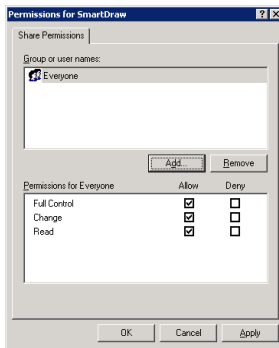 Permissions for SmartDraw
Share Permissions
Group or user names:
Everyone
Add... Remove
Permissions for Everyone Allow Deny
Full Control
Change
Read
OK Cancel Apply